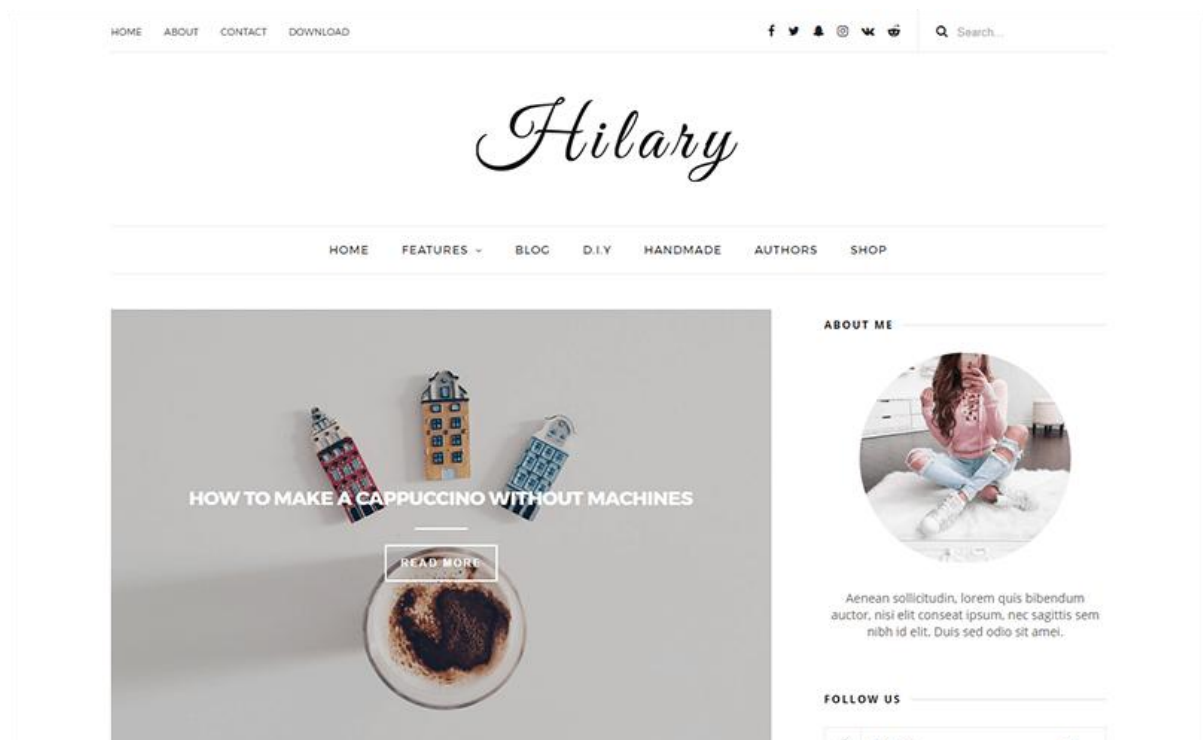 HOME ABOUT CONTACT DOWNLOAD
Search...
Hilary
HOME FEATURES BLOG D.I.Y HANDMADE AUTHORS SHOP
HOW TO MAKE A CAPPUCCINO WITHOUT MACHINES
READ MORE
ABOUT ME
Aenean sollicitudin, lorem quis bibendum
auctor, nisi elit conseat ipsum, nec sagittis sem
nibh id elit. Duis sed odio sit amei.
FOLLOW US